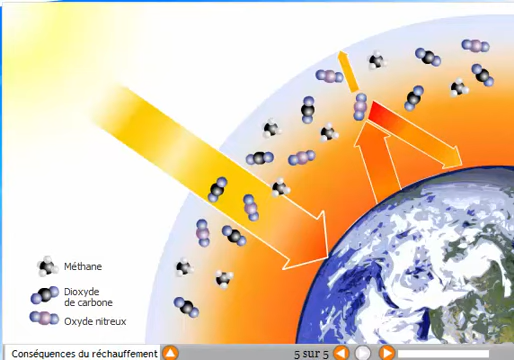 Méthane
Dioxyde
de carbone
Oxyde nitreux
Conséquences du réchauffement
5 sur 5